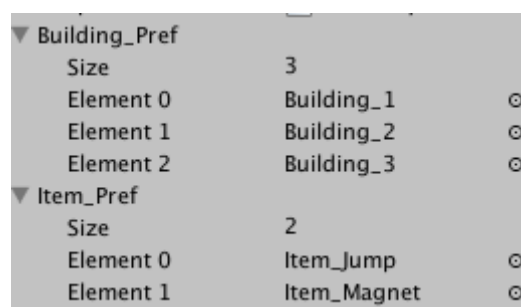 Building_Pref
Size 3
Element 0 Building_1
Element 1 Building_2
Element 2 Building_3
Item_Pref
Size 2
Element 0 Item_Jump
Element 1 Item_Magnet